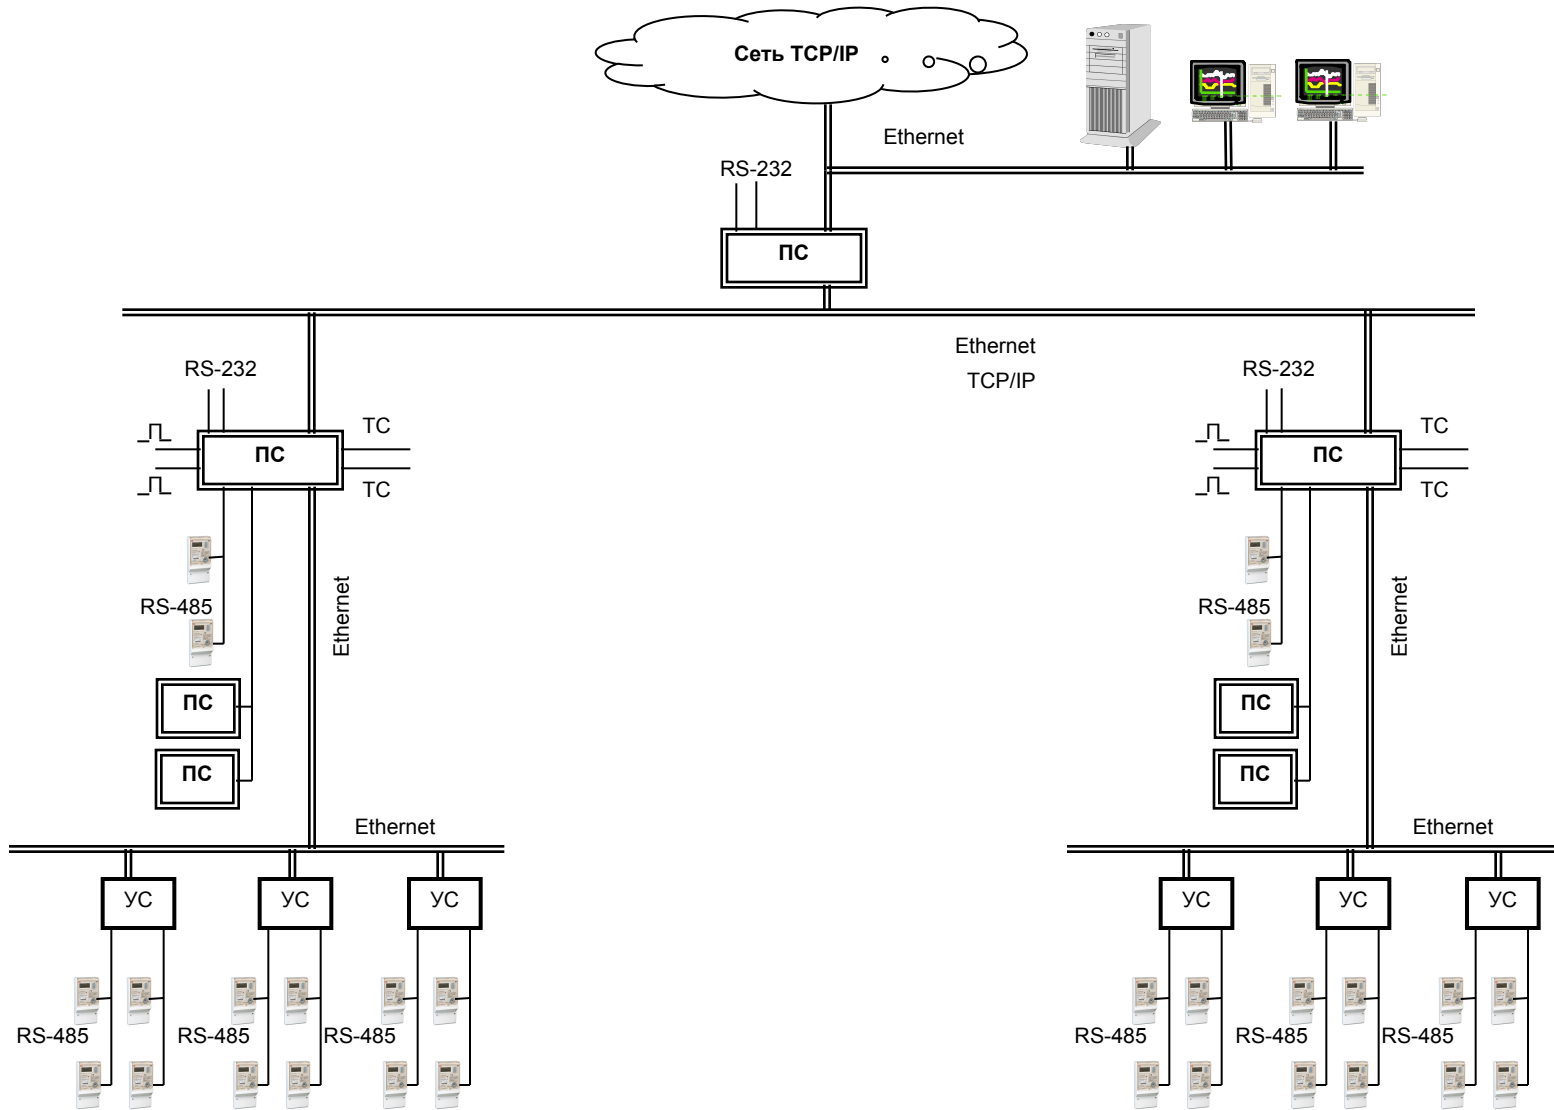 Сеть TCP/IP
Ethernet
RS-232
ПС
Ethernet
TCP/IP
RS-232
RS-232
ТС
ТС
ПС
ПС
ТС
ТС
Ethernet
Ethernet
RS-485
RS-485
ПС
ПС
ПС
ПС
Ethernet
Ethernet
УС
УС
УС
УС
УС
УС
RS-485
RS-485
RS-485
RS-485
RS-485
RS-485